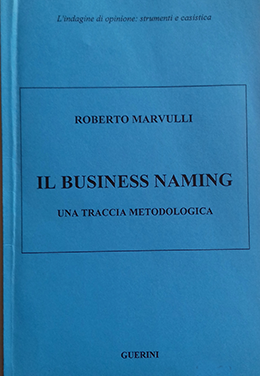 L'indagine di opinione: strumenti e casistica
ROBERTO MARVULLI
IL BUSINESS NAMING
UNA TRACCIA METODOLOGICA
GUERINI